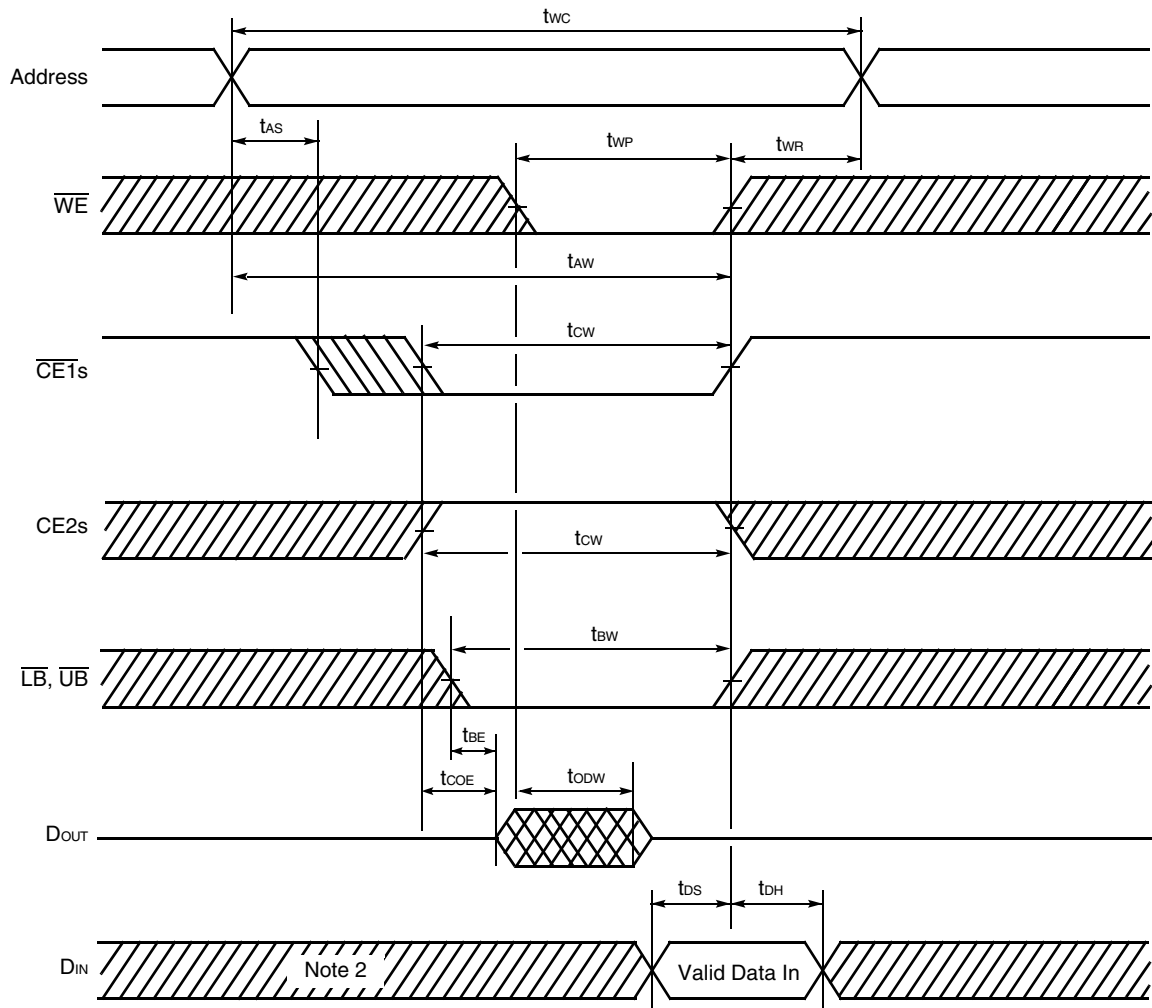 tWC
Address
tAS
tWP
tWR
WE
tAW
tCW
CE1s
CE2s
tCW
tBW
LB, UB
tBE
tCOE
tODW
DOUT
tDS
tDH
DIN
Note 2
Valid Data In